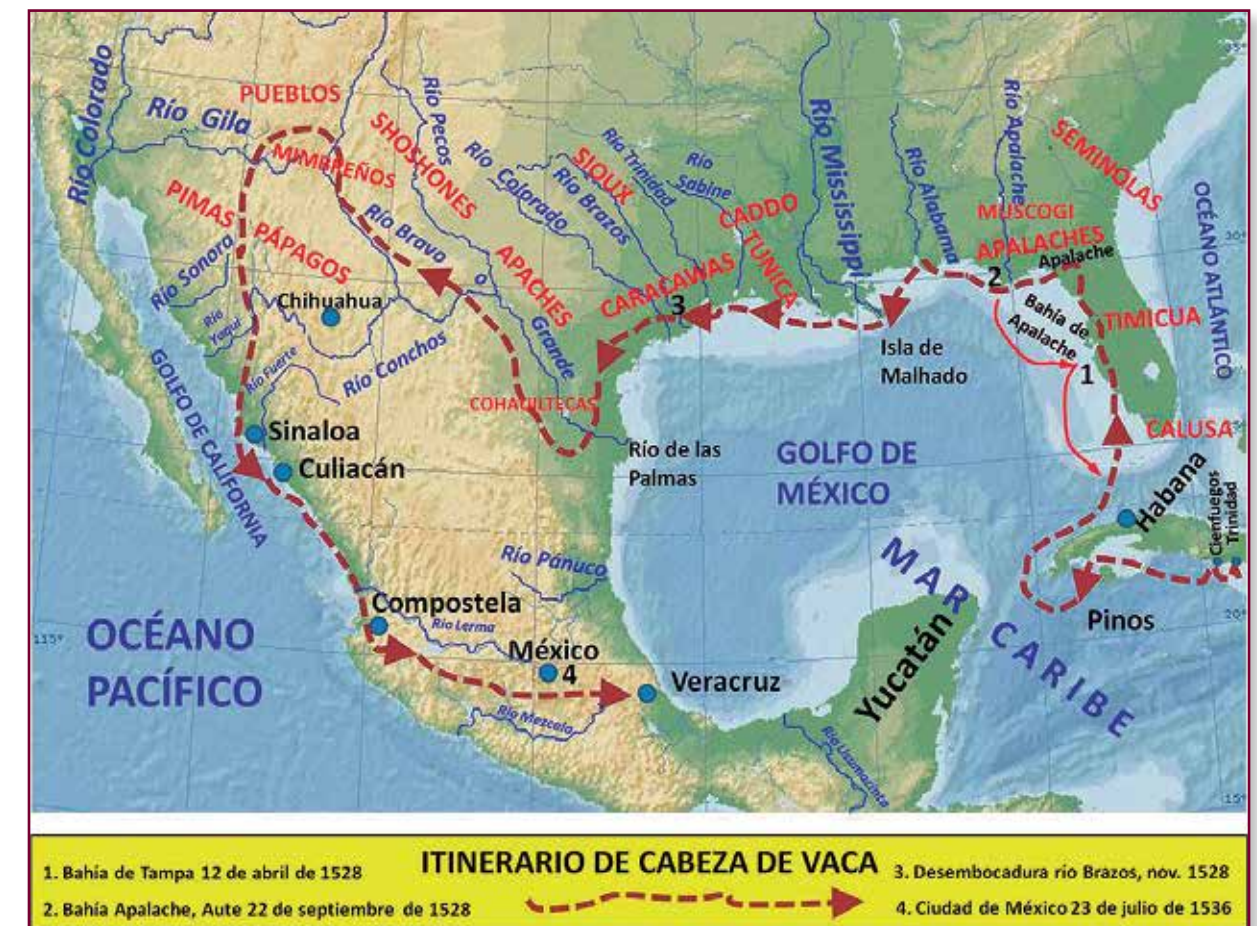 Río Colorado
Río Gila
PUEBLOS
MIMBREÑOS
SHOSHONES
Río Pecos
Río
Colorado
Río Brazos
SIOUX
Río Trinidad
Río
Sabine
CADDO
TUNICA
Río Mississippi
Río Alabama
Río Apalache
SEMINOLAS
MUSCOGI
APALACHES
Apalache
OCÉANO ATLÁNTICO
35°
30°
PIMAS
PÁPAGOS
Río Sonora
Río
Yaqui
Chihuahua
Río Bravo
o
Grande
APACHES
CARACAWAS
3
2
Bahía de
Apalache
1
TIMICUA
CALUSA
Isla de
Malhado
Río Conchos
Río Fuerte
GOLFO DE CALIFORNIA
COHAUILTECAS
Sinaloa
Culiacán
Río de las
Palmas
GOLFO DE
MÉXICO
Habana
Cienfuegos
Trinidad
Pinos
MAR
CARIBE
20°
Río Pánuco
Compostela
Río Lerma
México
4
Veracruz
Río Mezcala
Yucatán
Río Usumacinta
115°
OCÉANO
PACÍFICO
15°
ITINERARIO DE CABEZA DE VACA
1. Bahía de Tampa 12 de abril de 1528
2. Bahía Apalache, Aute 22 de septiembre de 1528
3. Desembocadura río Brazos, nov. 1528
4. Ciudad de México 23 de julio de 1536